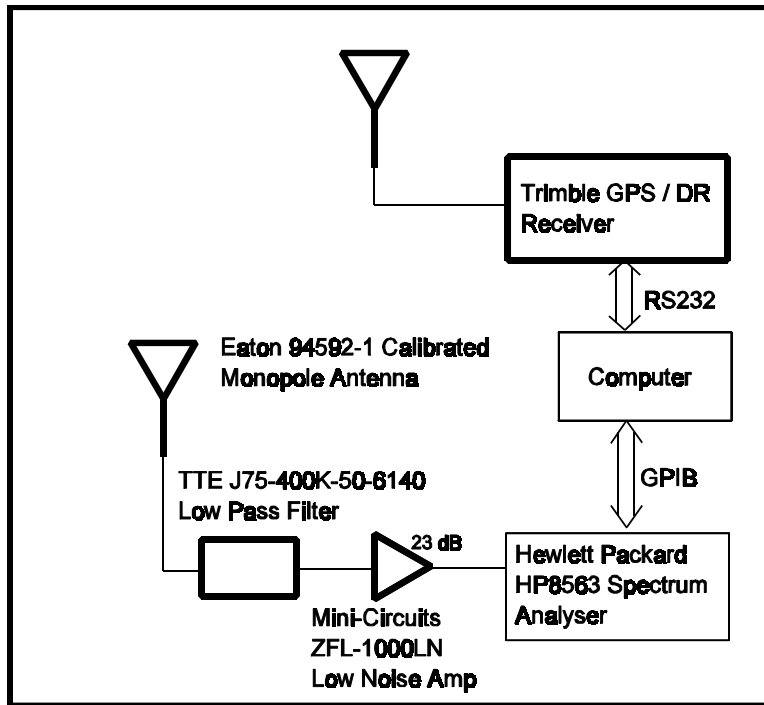 Trimble GPS / DR
Receiver
RS232
Eaton 94592-1 Calibrated
Monopole Antenna
Computer
TTE J75-400K-50-6140
Low Pass Filter
GPIB
23 dB
Hewlett Packard
HP8563 Spectrum
Analyser
Mini-Circuits
ZFL-1000LN
Low Noise Amp